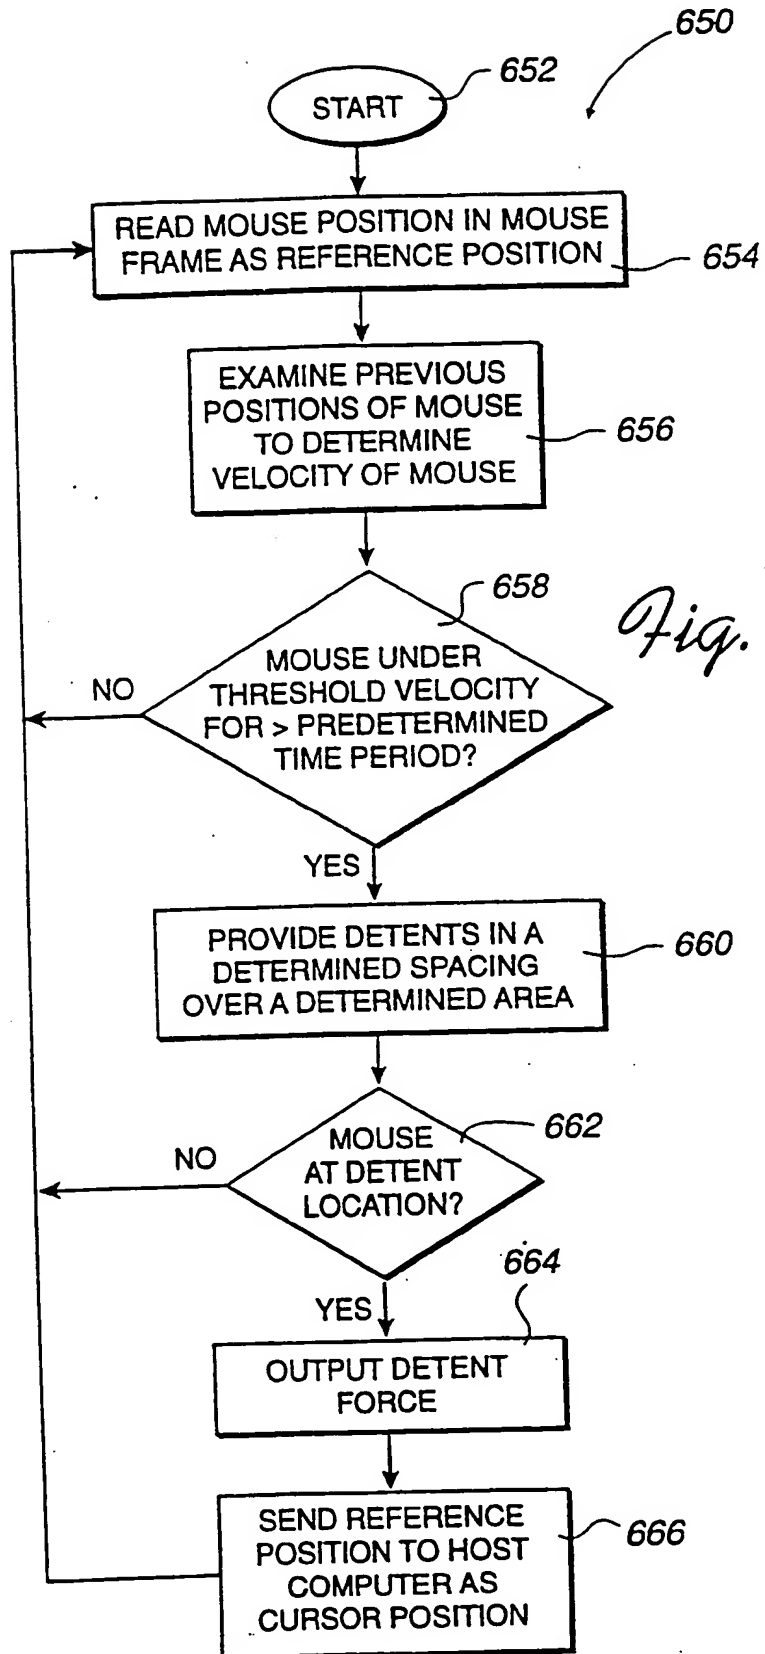 650
START
652
READ MOUSE POSITION IN MOUSE
FRAME AS REFERENCE POSITION
654
EXAMINE PREVIOUS
POSITIONS OF MOUSE
TO DETERMINE
VELOCITY OF MOUSE
656
658
Fig.
MOUSE UNDER
THRESHOLD VELOCITY
FOR > PREDETERMINED
TIME PERIOD?
NO
YES
PROVIDE DETENTS IN A
DETERMINED SPACING
OVER A DETERMINED AREA
660
MOUSE
AT DETENT
LOCATION?
662
NO
YES
664
OUTPUT DETENT
FORCE
SEND REFERENCE
POSITION TO HOST
COMPUTER AS
CURSOR POSITION
666